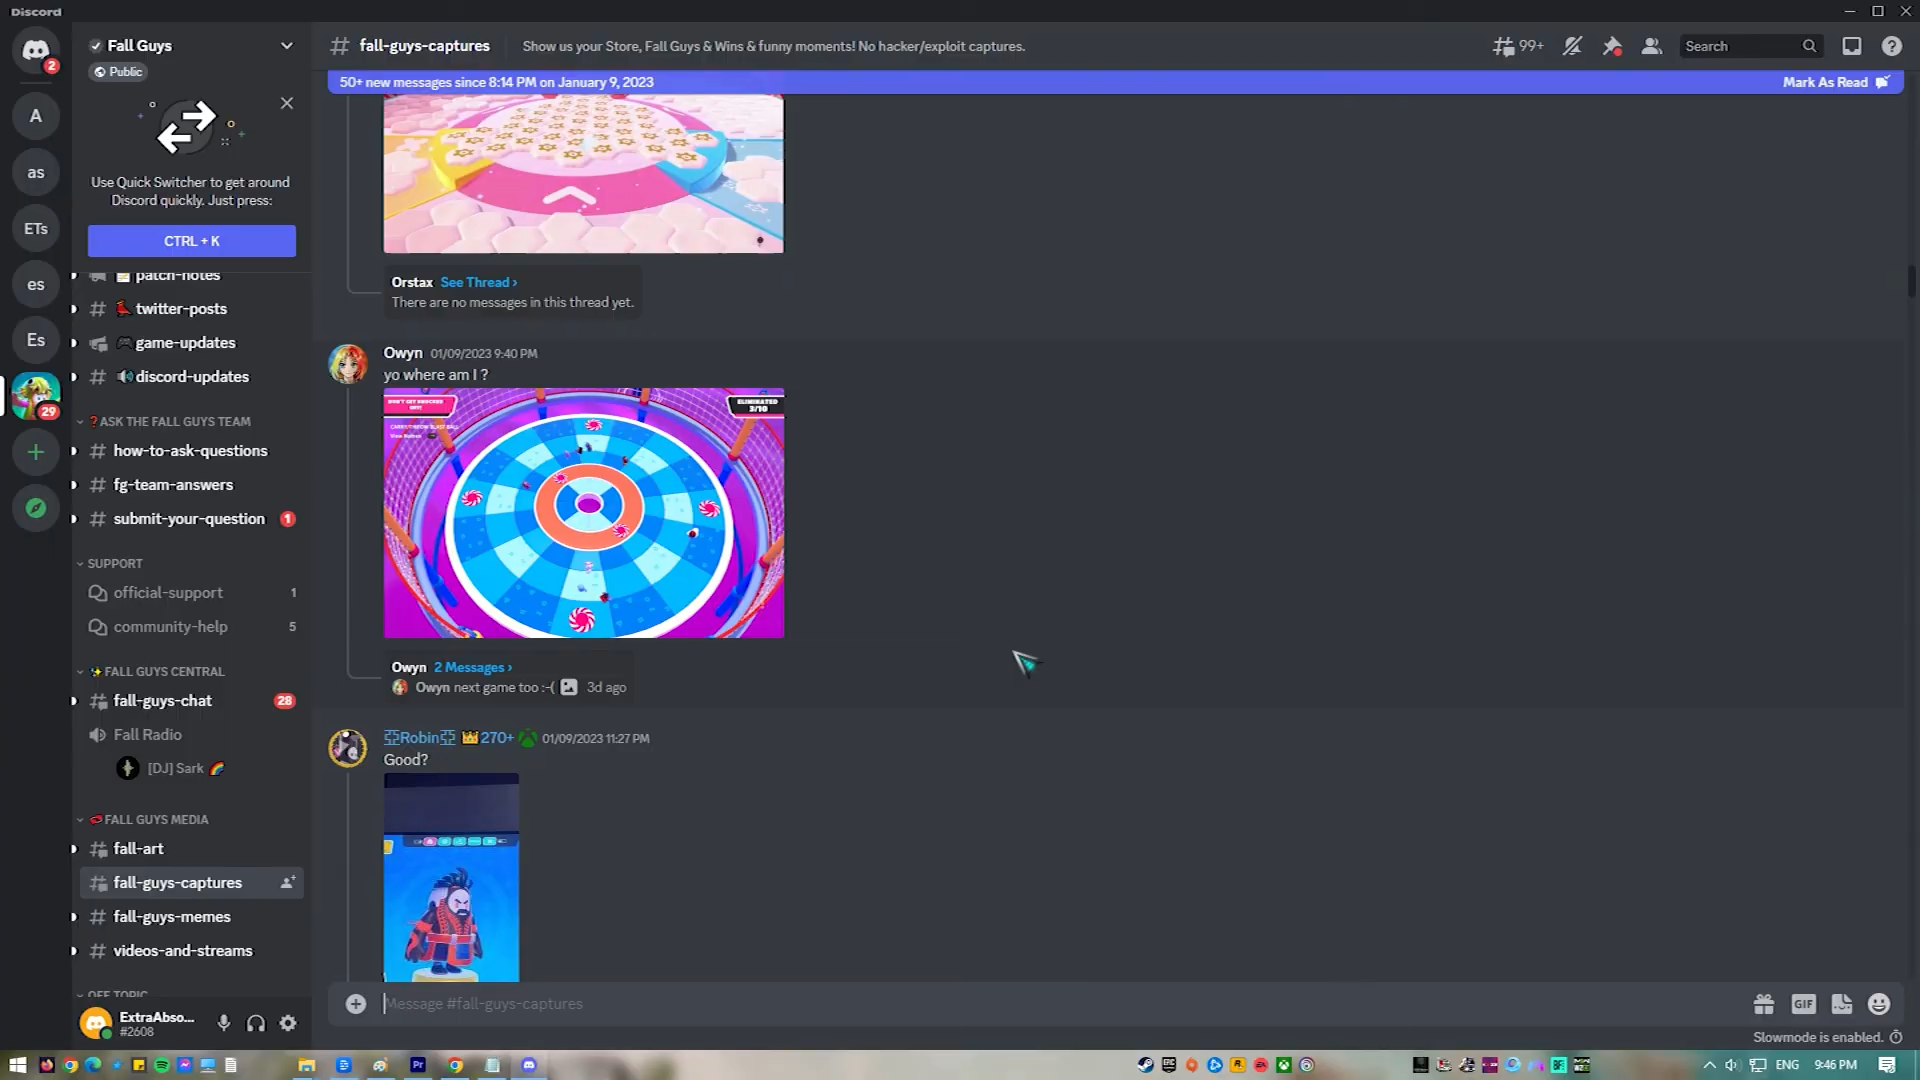 Discord
Fall Guys
Public
Use Quick Switcher to get around
Discord quickly. Just press:
CTRL + K
patch-notes
twitter-posts
game-updates
discord-updates
ASK THE FALL GUYS TEAM
how-to-ask-questions
fg-team-answers
submit-your-question 1
SUPPORT
official-support 1
community-help 5
FALL GUYS CENTRAL
fall-guys-chat 28
Fall Radio
[DJ] Sark
FALL GUYS MEDIA
fall-art
fall-guys-captures
fall-guys-memes
videos-and-streams
OFF TOPIC
ExtraAbso...
#2608
2
A
as
ETs
es
Es
29
fall-guys-captures Show us your Store, Fall Guys & Wins & funny moments! No hacker/exploit captures.
99+
Search
50+ new messages since 8:14 PM on January 9, 2023 Mark As Read
Orstax See Thread ›
There are no messages in this thread yet.
Owyn 01/09/2023 9:40 PM
yo where am I ?
DON'T GET KNOCKED
OFF!
ELIMINATED
3/10
Owyn 2 Messages ›
Owyn next game too :-( 3d ago
Robin 270+ 01/09/2023 11:27 PM
Good?
Message #fall-guys-captures
GIF
Slowmode is enabled.
Pr
ENG 9:46 PM